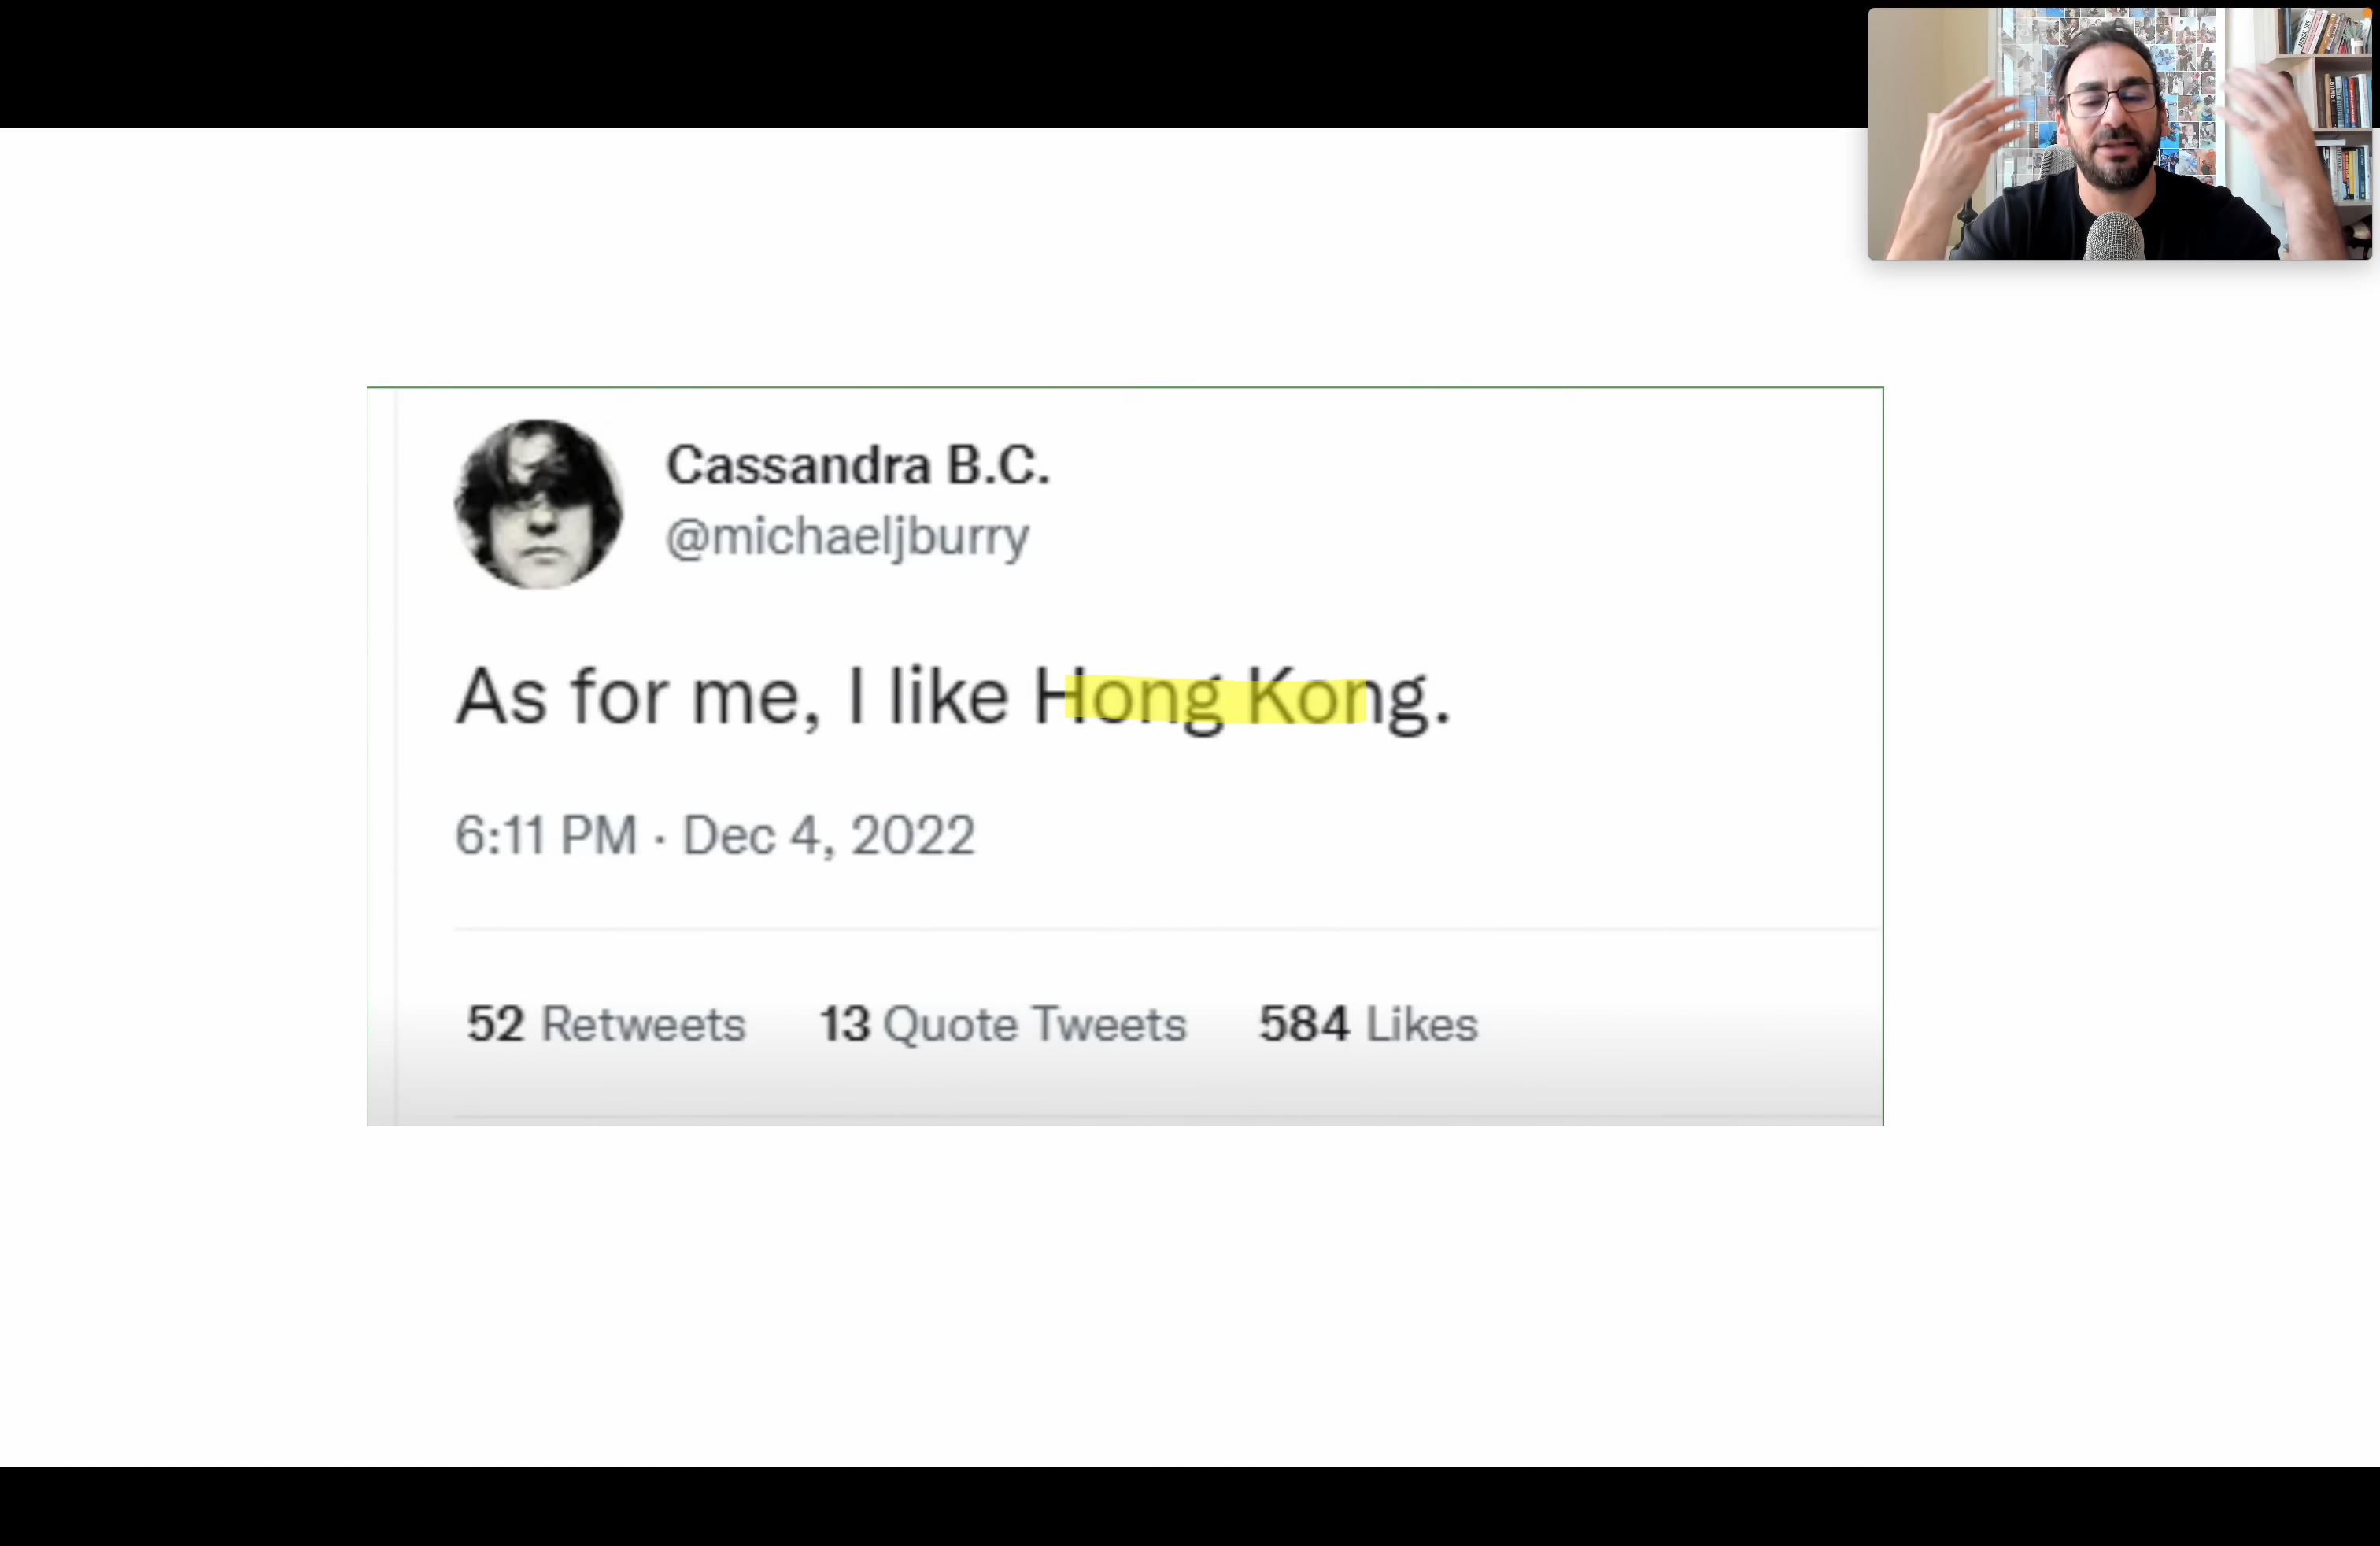 Cassandra B.C.
@michaeljburry
As for me, I like Hong Kong.
6:11 PM · Dec 4, 2022
52 Retweets 13 Quote Tweets 584 Likes